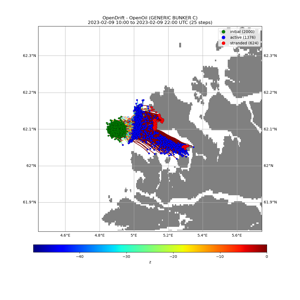 OpenDrift - OpenOil (GENERIC BUNKER C)
2023-02-09 10:00 to 2023-02-09 22:00 UTC (25 steps)
initial (2000)
active (1376)
stranded (624)
62.3°N
62.3°N
62.2°N
62.2°N
62.1°N
62.1°N
62°N
62°N
61.9°N
61.9°N
4.6°E
4.8°E
5°E
5.2°E
5.4°E
5.6°E
−40
−30
−20
−10
0
z